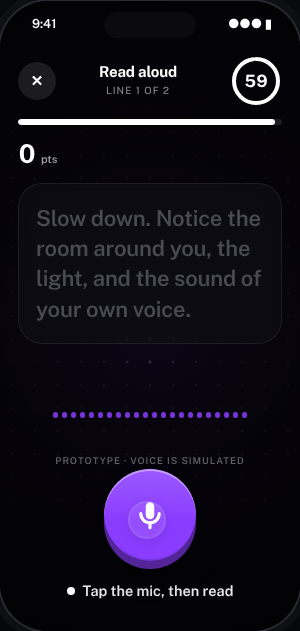 9:41
Read aloud
LINE 1 OF 2
59
0 pts
Slow down. Notice the
room around you, the
light, and the sound of
your own voice.
PROTOTYPE · VOICE IS SIMULATED
Tap the mic, then read